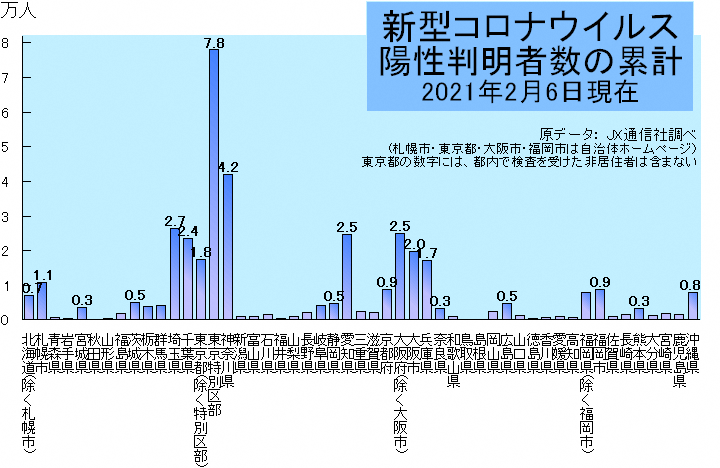 万人
新型コロナウイルス
陽性判明者数の累計
2021年2月6日現在
原データ: JX通信社調べ
(札幌市・東京都・大阪市・福岡市は自治体ホームページ)
東京都の数字には、都内で検査を受けた非居住者は含まない
8
7
6
5
4
3
2
1
0
0.7
1.1
0.3
0.5
2.7
2.4
1.8
7.8
4.2
0.5
2.5
0.9
2.5
2.0
1.7
0.3
0.5
0.9
0.3
0.8
北海道(除く札幌市)
札幌市
青森県
岩手県
宮城県
秋田県
山形県
福島県
茨城県
栃木県
群馬県
埼玉県
千葉県
東京都(除く特別区部)
東京特別区部
神奈川県
新潟県
富山県
石川県
福井県
山梨県
長野県
岐阜県
静岡県
愛知県
三重県
滋賀県
京都府
大阪府(除く大阪市)
大阪市
兵庫県
奈良県
和歌山県
鳥取県
島根県
岡山県
広島県
山口県
徳島県
香川県
愛媛県
高知県
福岡県(除く福岡市)
福岡市
佐賀県
長崎県
熊本県
大分県
宮崎県
鹿児島県
沖縄県